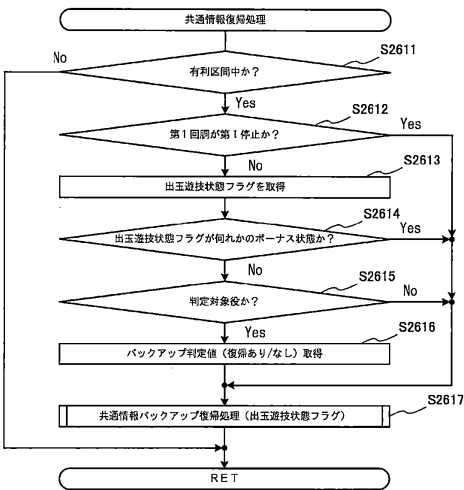 共通情報復帰処理
S2611
No
有利区間中か?
Yes
S2612
第1回調が第1停止か?
Yes
No
S2613
出玉遊技状態フラグを取得
S2614
出玉遊技状態フラグが何れかのボーナス状態か?
Yes
No
S2615
判定対象役か?
No
Yes
S2616
バックアップ判定値(復帰あり/なし)取得
S2617
共通情報バックアップ復帰処理(出玉遊技状態フラグ)
RET